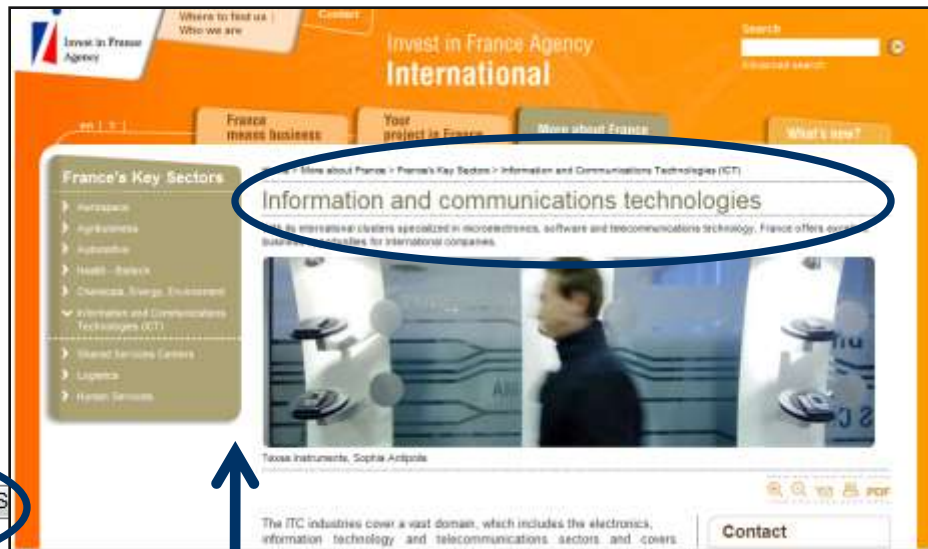 Where to find us |
Who we are
Contact
Invest in France
Agency
Invest in France Agency
International
Search
Advanced search
en | fr |
France
means business
Your
project in France
More about France
What's new?
France's Key Sectors
Aerospace
Agribusiness
Automotive
Health - Biotech
Chemicals, Energy, Environment
Information and Communications
Technologies (ICT)
Shared Services Centers
Logistics
Human Services
> More about France > France's Key Sectors > Information and Communications Technologies (ICT)
Information and communications technologies
its international clusters specialized in microelectronics, software and telecommunications technology, France offers
business opportunities for international companies.
Texas Instruments, Sophia Antipolis
PDF
S
The ITC industries cover a vast domain, which includes the electronics,
information technology and telecommunications sectors and covers
Contact